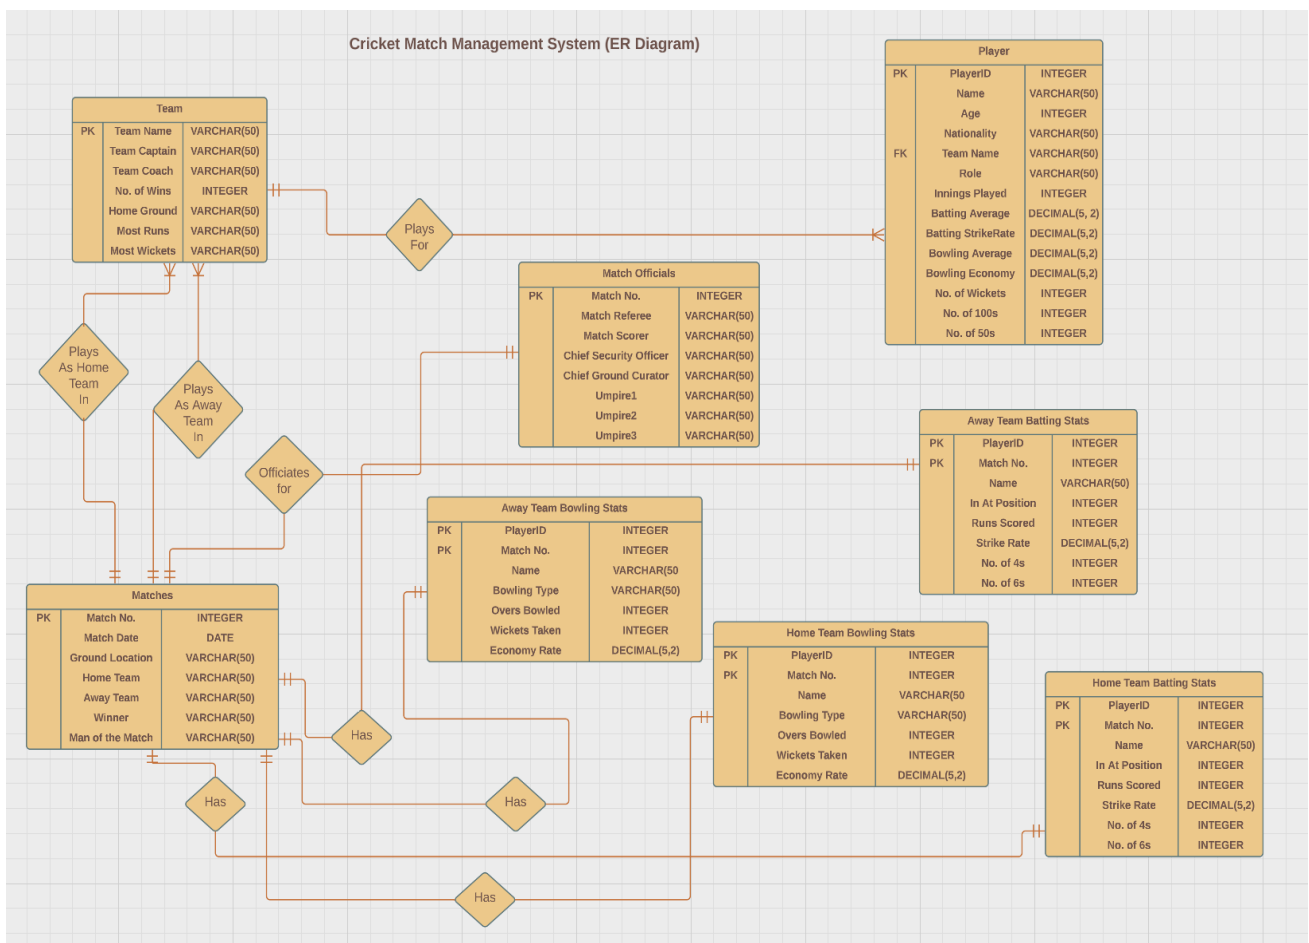 Cricket Match Management System (ER Diagram)
Team
PK Team Name VARCHAR(50)
Team Captain VARCHAR(50)
Team Coach VARCHAR(50)
No. of Wins INTEGER
Home Ground VARCHAR(50)
Most Runs VARCHAR(50)
Most Wickets VARCHAR(50)
Plays
For
Player
PK PlayerID INTEGER
Name VARCHAR(50)
Age INTEGER
Nationality VARCHAR(50)
FK Team Name VARCHAR(50)
Role VARCHAR(50)
Innings Played INTEGER
Batting Average DECIMAL(5, 2)
Batting StrikeRate DECIMAL(5,2)
Bowling Average DECIMAL(5,2)
Bowling Economy DECIMAL(5,2)
No. of Wickets INTEGER
No. of 100s INTEGER
No. of 50s INTEGER
Match Officials
PK Match No. INTEGER
Match Referee VARCHAR(50)
Match Scorer VARCHAR(50)
Chief Security Officer VARCHAR(50)
Chief Ground Curator VARCHAR(50)
Umpire1 VARCHAR(50)
Umpire2 VARCHAR(50)
Umpire3 VARCHAR(50)
Plays
As Home
Team
In
Plays
As Away
Team
In
Officiates
for
Away Team Batting Stats
PK PlayerID INTEGER
PK Match No. INTEGER
Name VARCHAR(50)
In At Position INTEGER
Runs Scored INTEGER
Strike Rate DECIMAL(5,2)
No. of 4s INTEGER
No. of 6s INTEGER
Away Team Bowling Stats
PK PlayerID INTEGER
PK Match No. INTEGER
Name VARCHAR(50
Bowling Type VARCHAR(50)
Overs Bowled INTEGER
Wickets Taken INTEGER
Economy Rate DECIMAL(5,2)
Matches
PK Match No. INTEGER
Match Date DATE
Ground Location VARCHAR(50)
Home Team VARCHAR(50)
Away Team VARCHAR(50)
Winner VARCHAR(50)
Man of the Match VARCHAR(50)
Home Team Bowling Stats
PK PlayerID INTEGER
PK Match No. INTEGER
Name VARCHAR(50
Bowling Type VARCHAR(50)
Overs Bowled INTEGER
Wickets Taken INTEGER
Economy Rate DECIMAL(5,2)
Home Team Batting Stats
PK PlayerID INTEGER
PK Match No. INTEGER
Name VARCHAR(50)
In At Position INTEGER
Runs Scored INTEGER
Strike Rate DECIMAL(5,2)
No. of 4s INTEGER
No. of 6s INTEGER
Has
Has
Has
Has